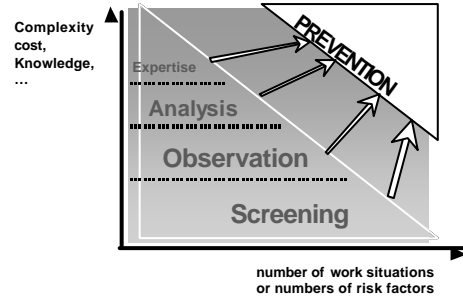 Complexity
cost,
Knowledge,
...
PREVENTION
Expertise
Analysis
Observation
Screening
number of work situations
or numbers of risk factors